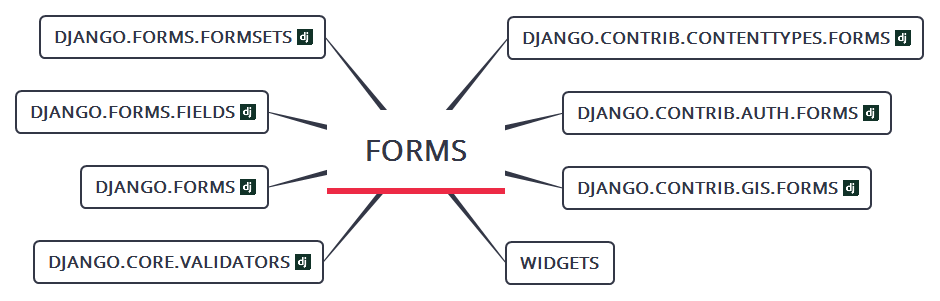 DJANGO.FORMS.FORMSETS dj
DJANGO.CONTRIB.CONTENTTYPES.FORMS dj
DJANGO.FORMS.FIELDS dj
DJANGO.CONTRIB.AUTH.FORMS dj
FORMS
DJANGO.FORMS dj
DJANGO.CONTRIB.GIS.FORMS dj
DJANGO.CORE.VALIDATORS dj
WIDGETS